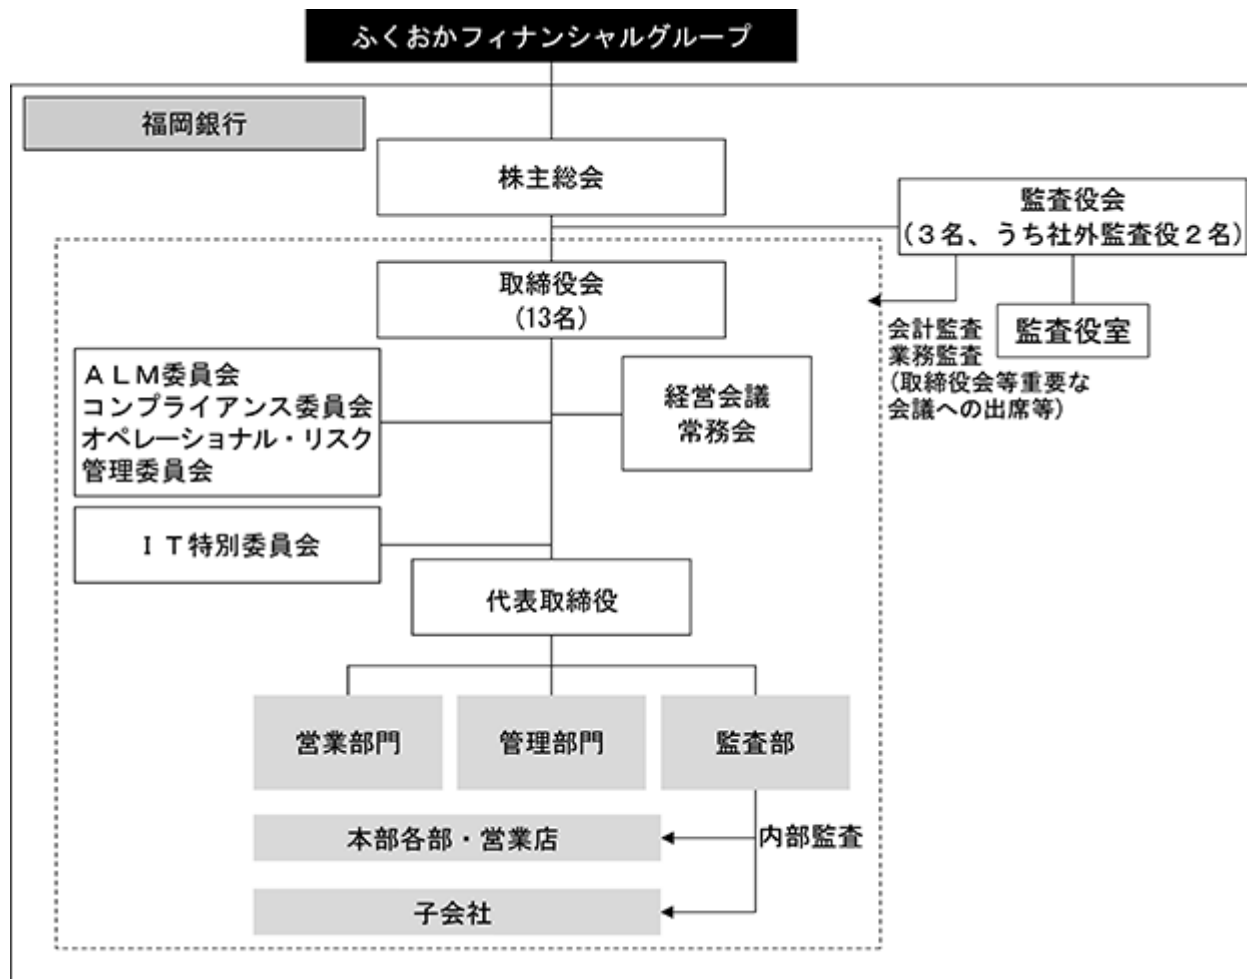 ふくおかフィナンシャルグループ
福岡銀行
株主総会
監査役会
(3名、うち社外監査役2名)
取締役会
(13名)
監査役室
会計監査
業務監査
(取締役会等重要な
会議への出席等)
ALM委員会
コンプライアンス委員会
オペレーショナル・リスク
管理委員会
経営会議
常務会
IT特別委員会
代表取締役
営業部門
管理部門
監査部
本部各部・営業店
内部監査
子会社